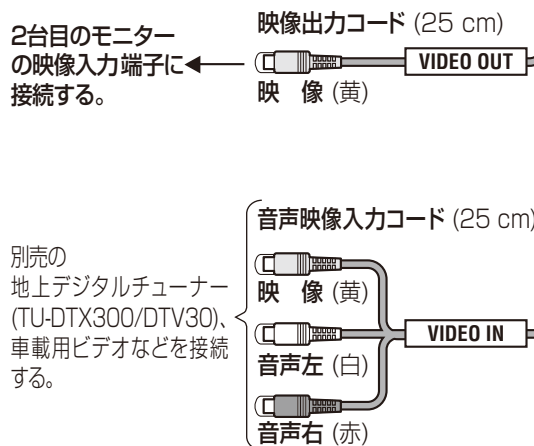 2台目のモニター
の映像入力端子に
接続する。
映像出力コード (25 cm)
VIDEO OUT
映　像 (黄)
別売の
地上デジタルチューナー
(TU-DTX300/DTV30)、
車載用ビデオなどを接続
する。
音声映像入力コード (25 cm)
映　像 (黄)
音声左 (白)
VIDEO IN
音声右 (赤)